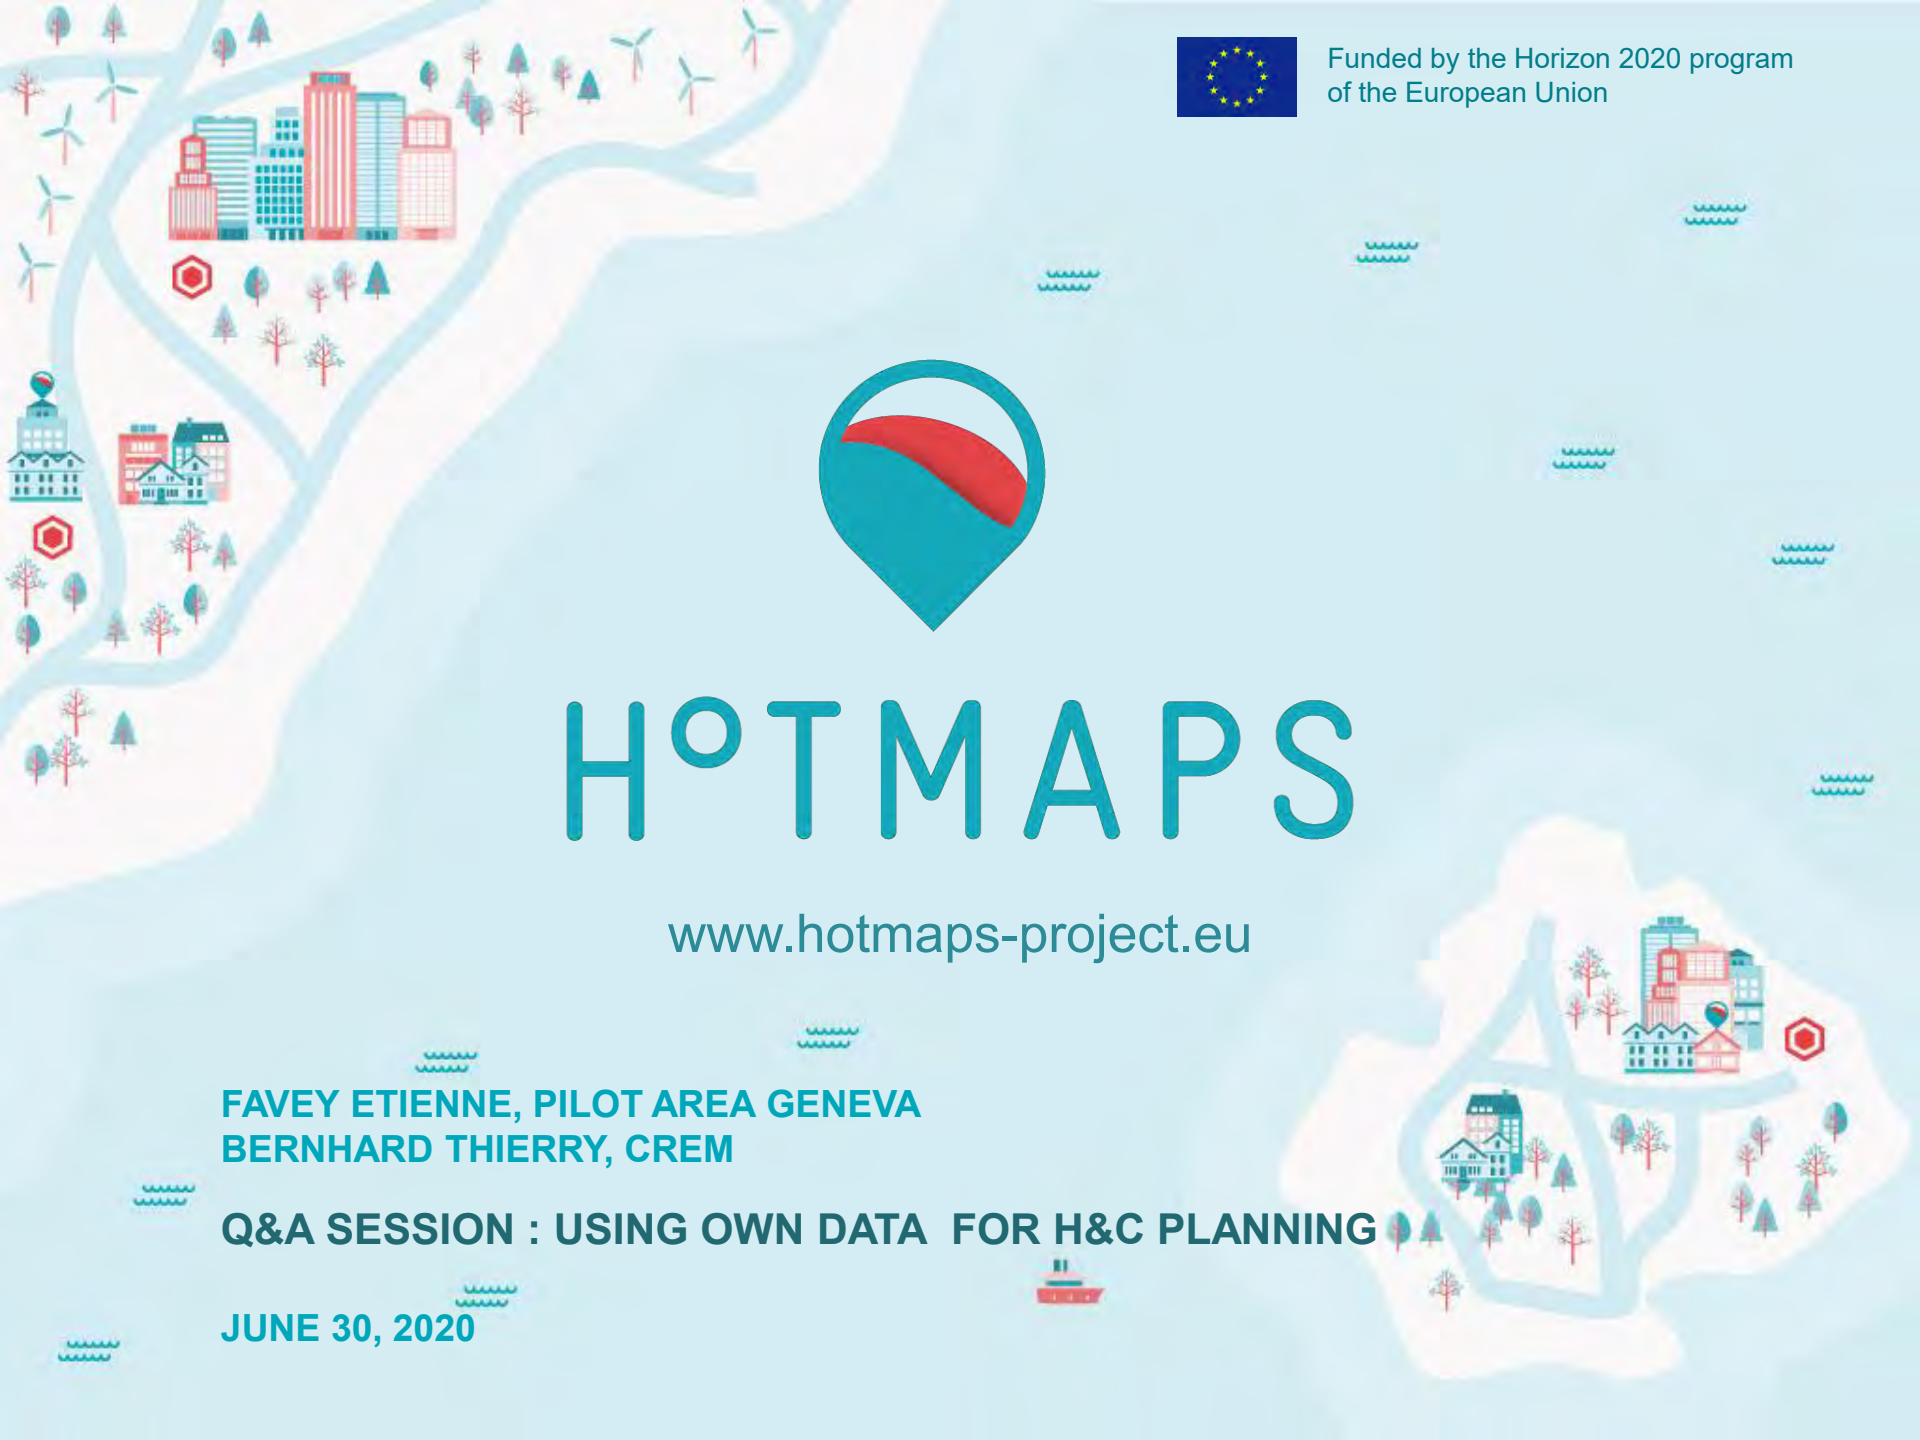 Funded by the Horizon 2020 program
of the European Union
HOTMAPS
www.hotmaps-project.eu
FAVEY ETIENNE, PILOT AREA GENEVA
BERNHARD THIERRY, CREM
Q&A SESSION : USING OWN DATA  FOR H&C PLANNING
JUNE 30, 2020